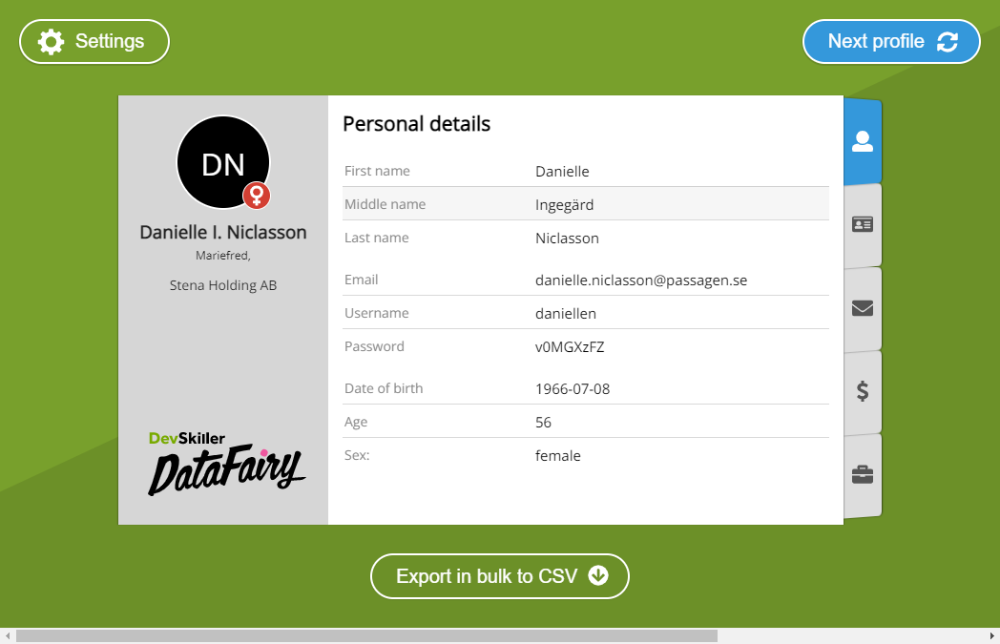 Settings
Next profile
DN
Danielle I. Niclasson
Mariefred,
Stena Holding AB
DevSkiller
DataFairy
Personal details
First name Danielle
Middle name Ingegärd
Last name Niclasson
Email danielle.niclasson@passagen.se
Username daniellen
Password v0MGXzFZ
Date of birth 1966-07-08
Age 56
Sex: female
$
Export in bulk to CSV